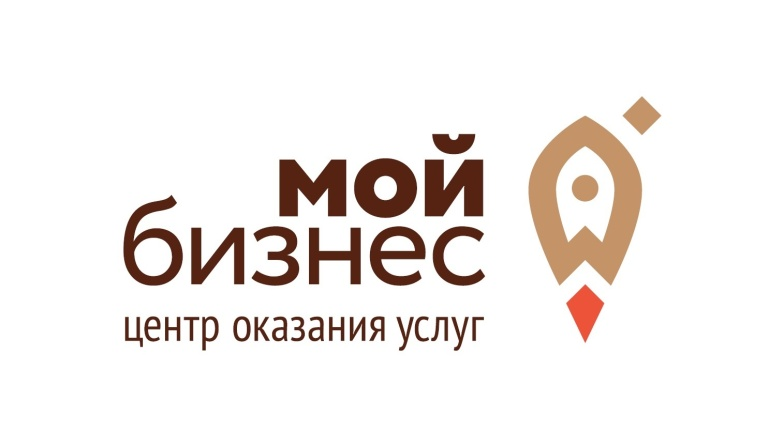 мой
бизнес
центр оказания услуг